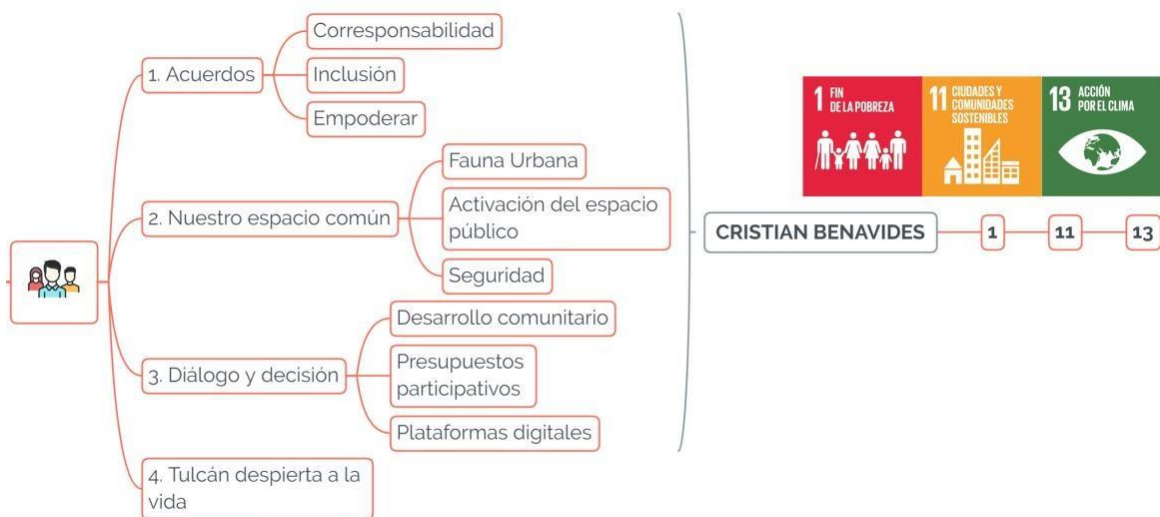 1. Acuerdos
Corresponsabilidad
Inclusión
Empoderar
2. Nuestro espacio común
Fauna Urbana
Activación del espacio
público
Seguridad
3. Diálogo y decisión
Desarrollo comunitario
Presupuestos
participativos
Plataformas digitales
4. Tulcán despierta a la
vida
1 FIN
DE LA POBREZA
11 CIUDADES Y
COMUNIDADES
SOSTENIBLES
13 ACCIÓN
POR EL CLIMA
CRISTIAN BENAVIDES
1
11
13